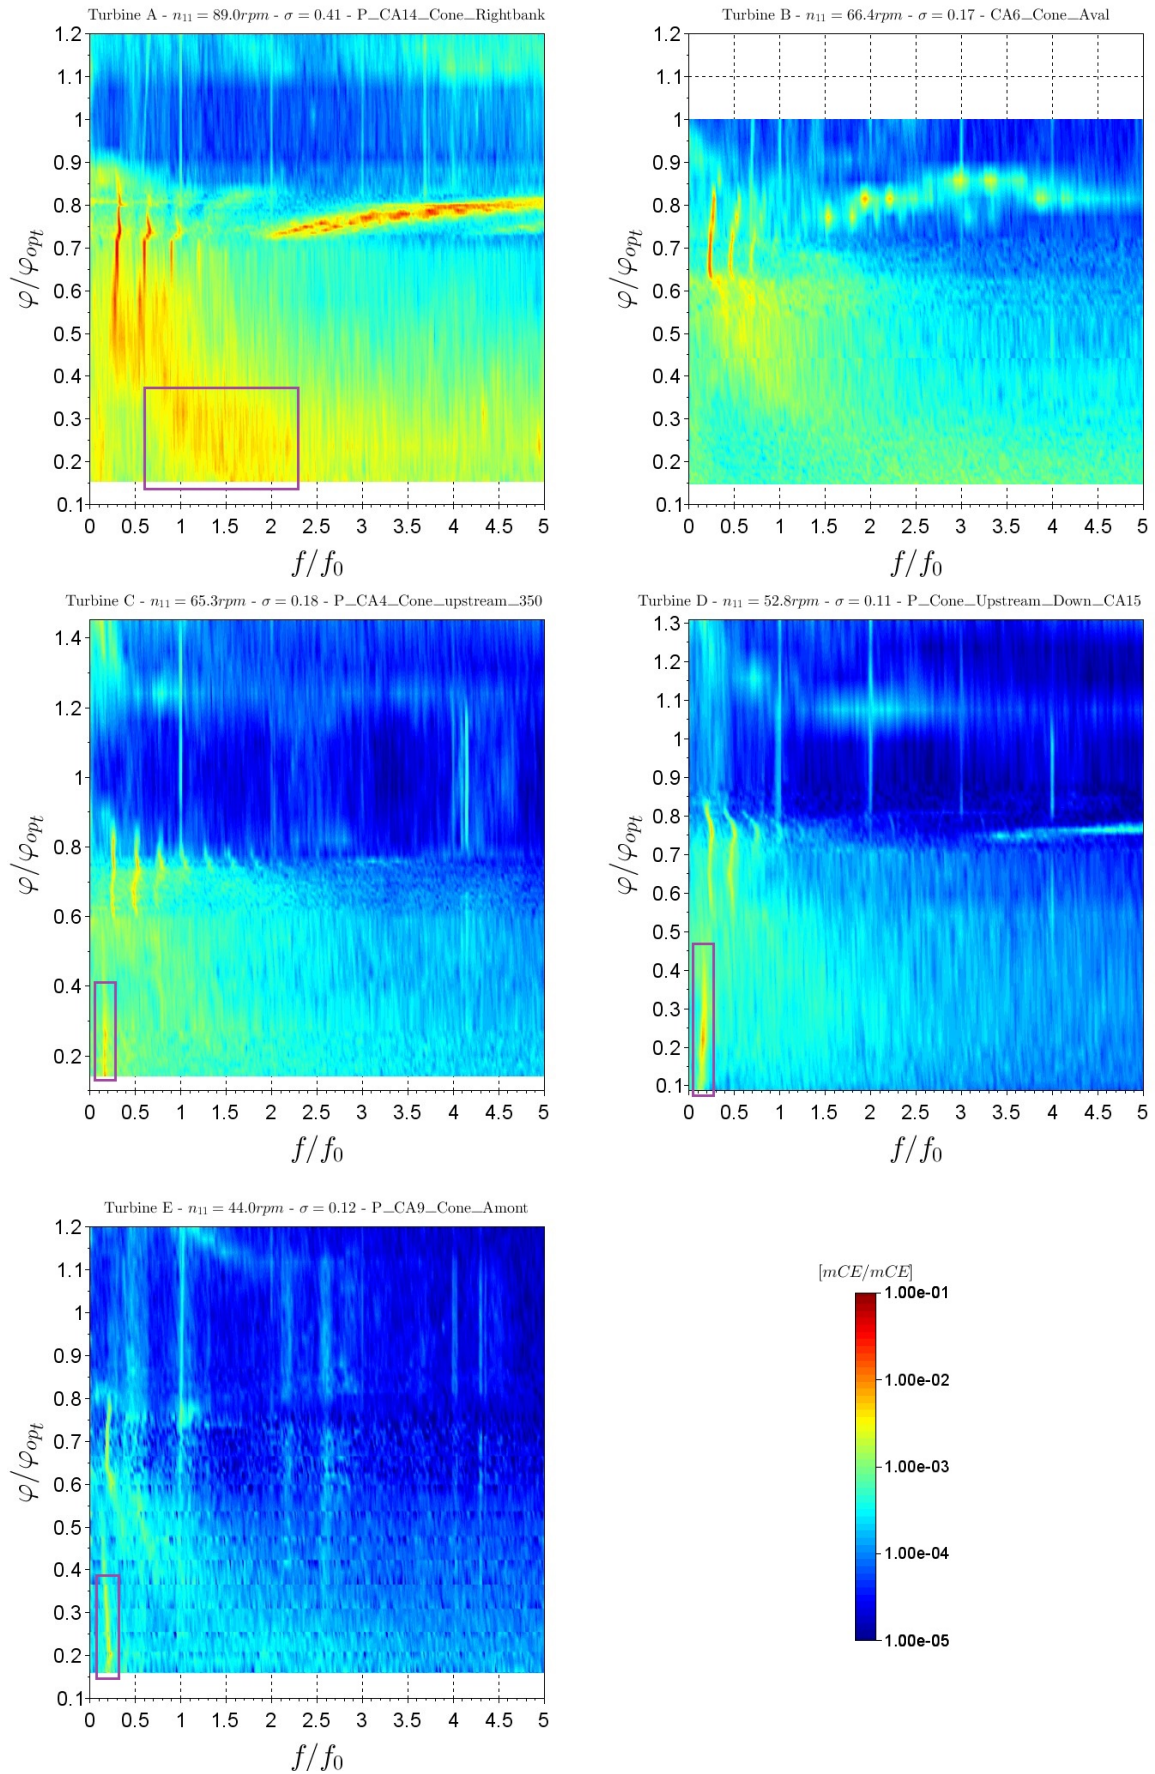 Turbine A - n₁₁ = 89.0rpm - σ = 0.41 - P_CA14_Cone_Rightbank
1.2
1.1
1
0.9
0.8
0.7
0.6
0.5
0.4
0.3
0.2
0.1
φ/φopt
0 0.5 1 1.5 2 2.5 3 3.5 4 4.5 5
f/f₀
Turbine B - n₁₁ = 66.4rpm - σ = 0.17 - CA6_Cone_Aval
1.2
1.1
1
0.9
0.8
0.7
0.6
0.5
0.4
0.3
0.2
0.1
φ/φopt
0 0.5 1 1.5 2 2.5 3 3.5 4 4.5 5
f/f₀
Turbine C - n₁₁ = 65.3rpm - σ = 0.18 - P_CA4_Cone_upstream_350
1.4
1.2
1
0.8
0.6
0.4
0.2
φ/φopt
0 0.5 1 1.5 2 2.5 3 3.5 4 4.5 5
f/f₀
Turbine D - n₁₁ = 52.8rpm - σ = 0.11 - P_Cone_Upstream_Down_CA15
1.3
1.2
1.1
1
0.9
0.8
0.7
0.6
0.5
0.4
0.3
0.2
0.1
φ/φopt
0 0.5 1 1.5 2 2.5 3 3.5 4 4.5 5
f/f₀
Turbine E - n₁₁ = 44.0rpm - σ = 0.12 - P_CA9_Cone_Amont
1.2
1.1
1
0.9
0.8
0.7
0.6
0.5
0.4
0.3
0.2
0.1
φ/φopt
0 0.5 1 1.5 2 2.5 3 3.5 4 4.5 5
f/f₀
[mCE/mCE]
1.00e-01
1.00e-02
1.00e-03
1.00e-04
1.00e-05